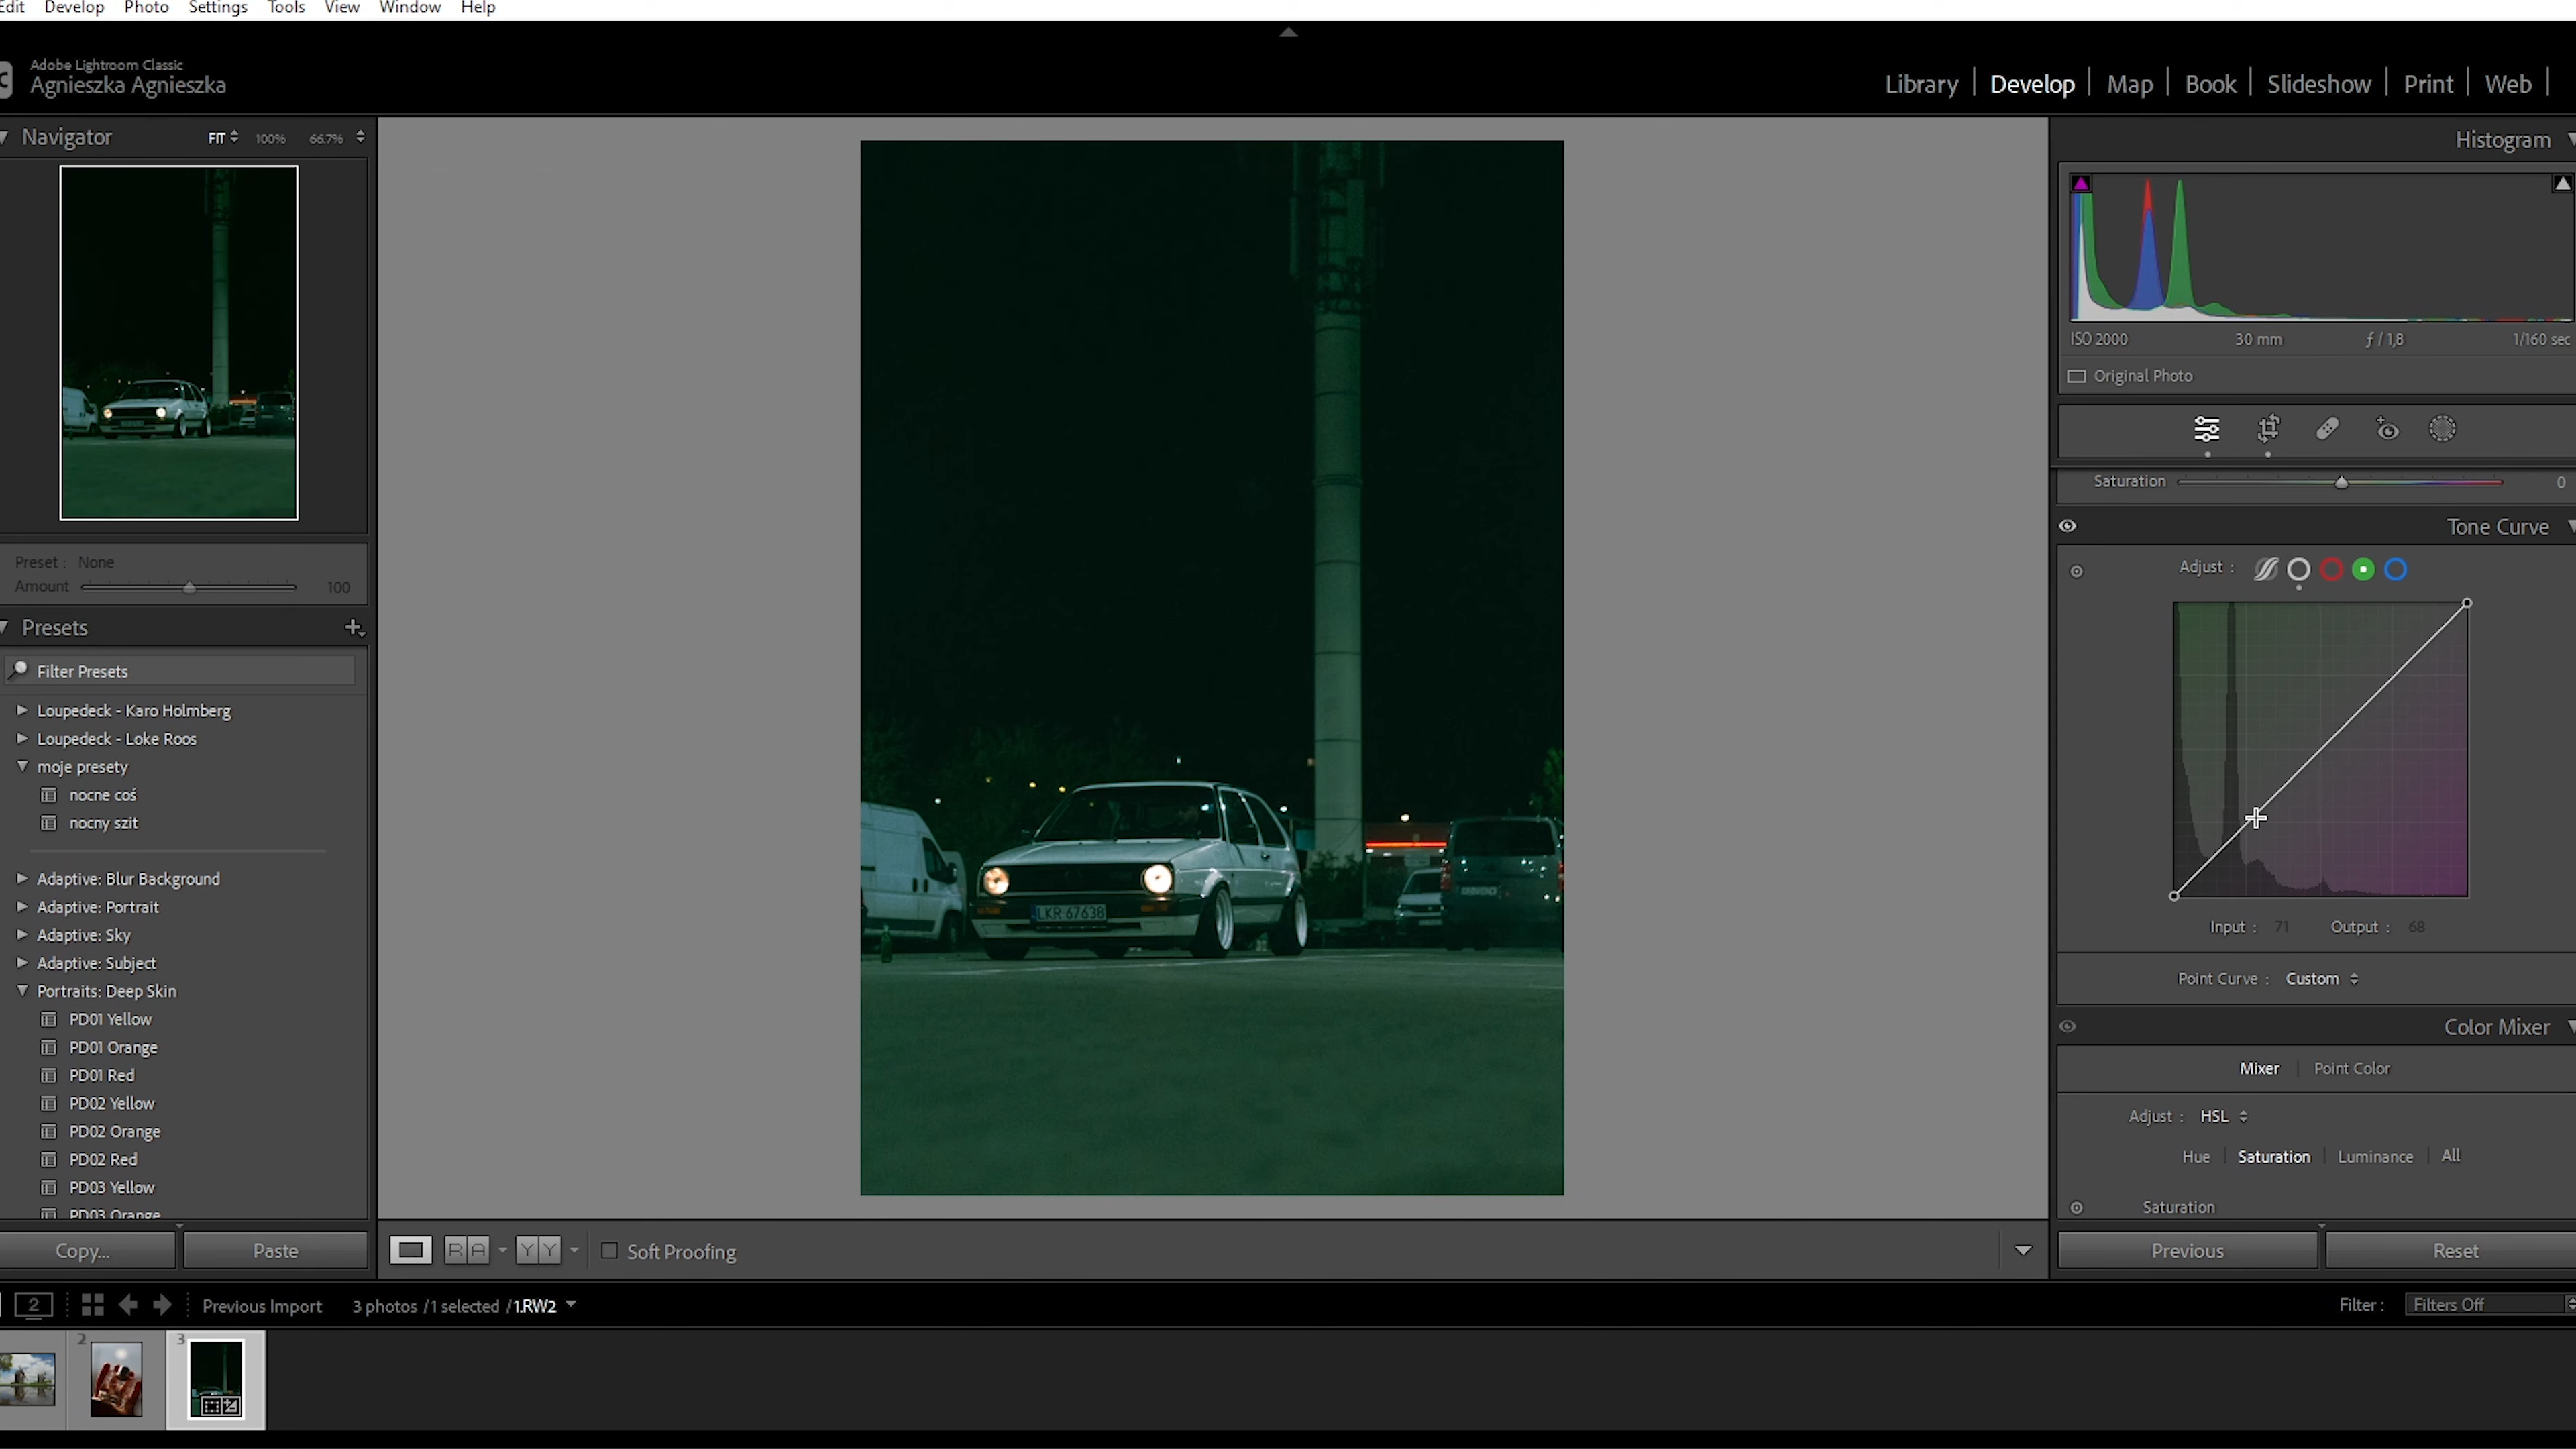 Edit Develop Photo Settings Tools View Window Help
Adobe Lightroom Classic
Agnieszka Agnieszka
Library | Develop | Map | Book | Slideshow | Print | Web |
Navigator FIT 100% 66.7%
Histogram
ISO 2000 30 mm ƒ / 1,8 1/160 sec
Original Photo
Saturation 0
Tone Curve
Adjust :
Input : 71 Output : 68
Point Curve : Custom
Color Mixer
Mixer | Point Color
Adjust : HSL
Hue | Saturation | Luminance | All
Saturation
Previous Reset
Preset : None
Amount 100
Presets
Filter Presets
Loupedeck - Karo Holmberg
Loupedeck - Loke Roos
moje presety
nocne coś
nocny szit
Adaptive: Blur Background
Adaptive: Portrait
Adaptive: Sky
Adaptive: Subject
Portraits: Deep Skin
PD01 Yellow
PD01 Orange
PD01 Red
PD02 Yellow
PD02 Orange
PD02 Red
PD03 Yellow
PD03 Orange
Copy... Paste
LKR 67638
R A Y Y Soft Proofing
2 Previous Import 3 photos / 1 selected / 1.RW2
Filter : Filters Off
2 3